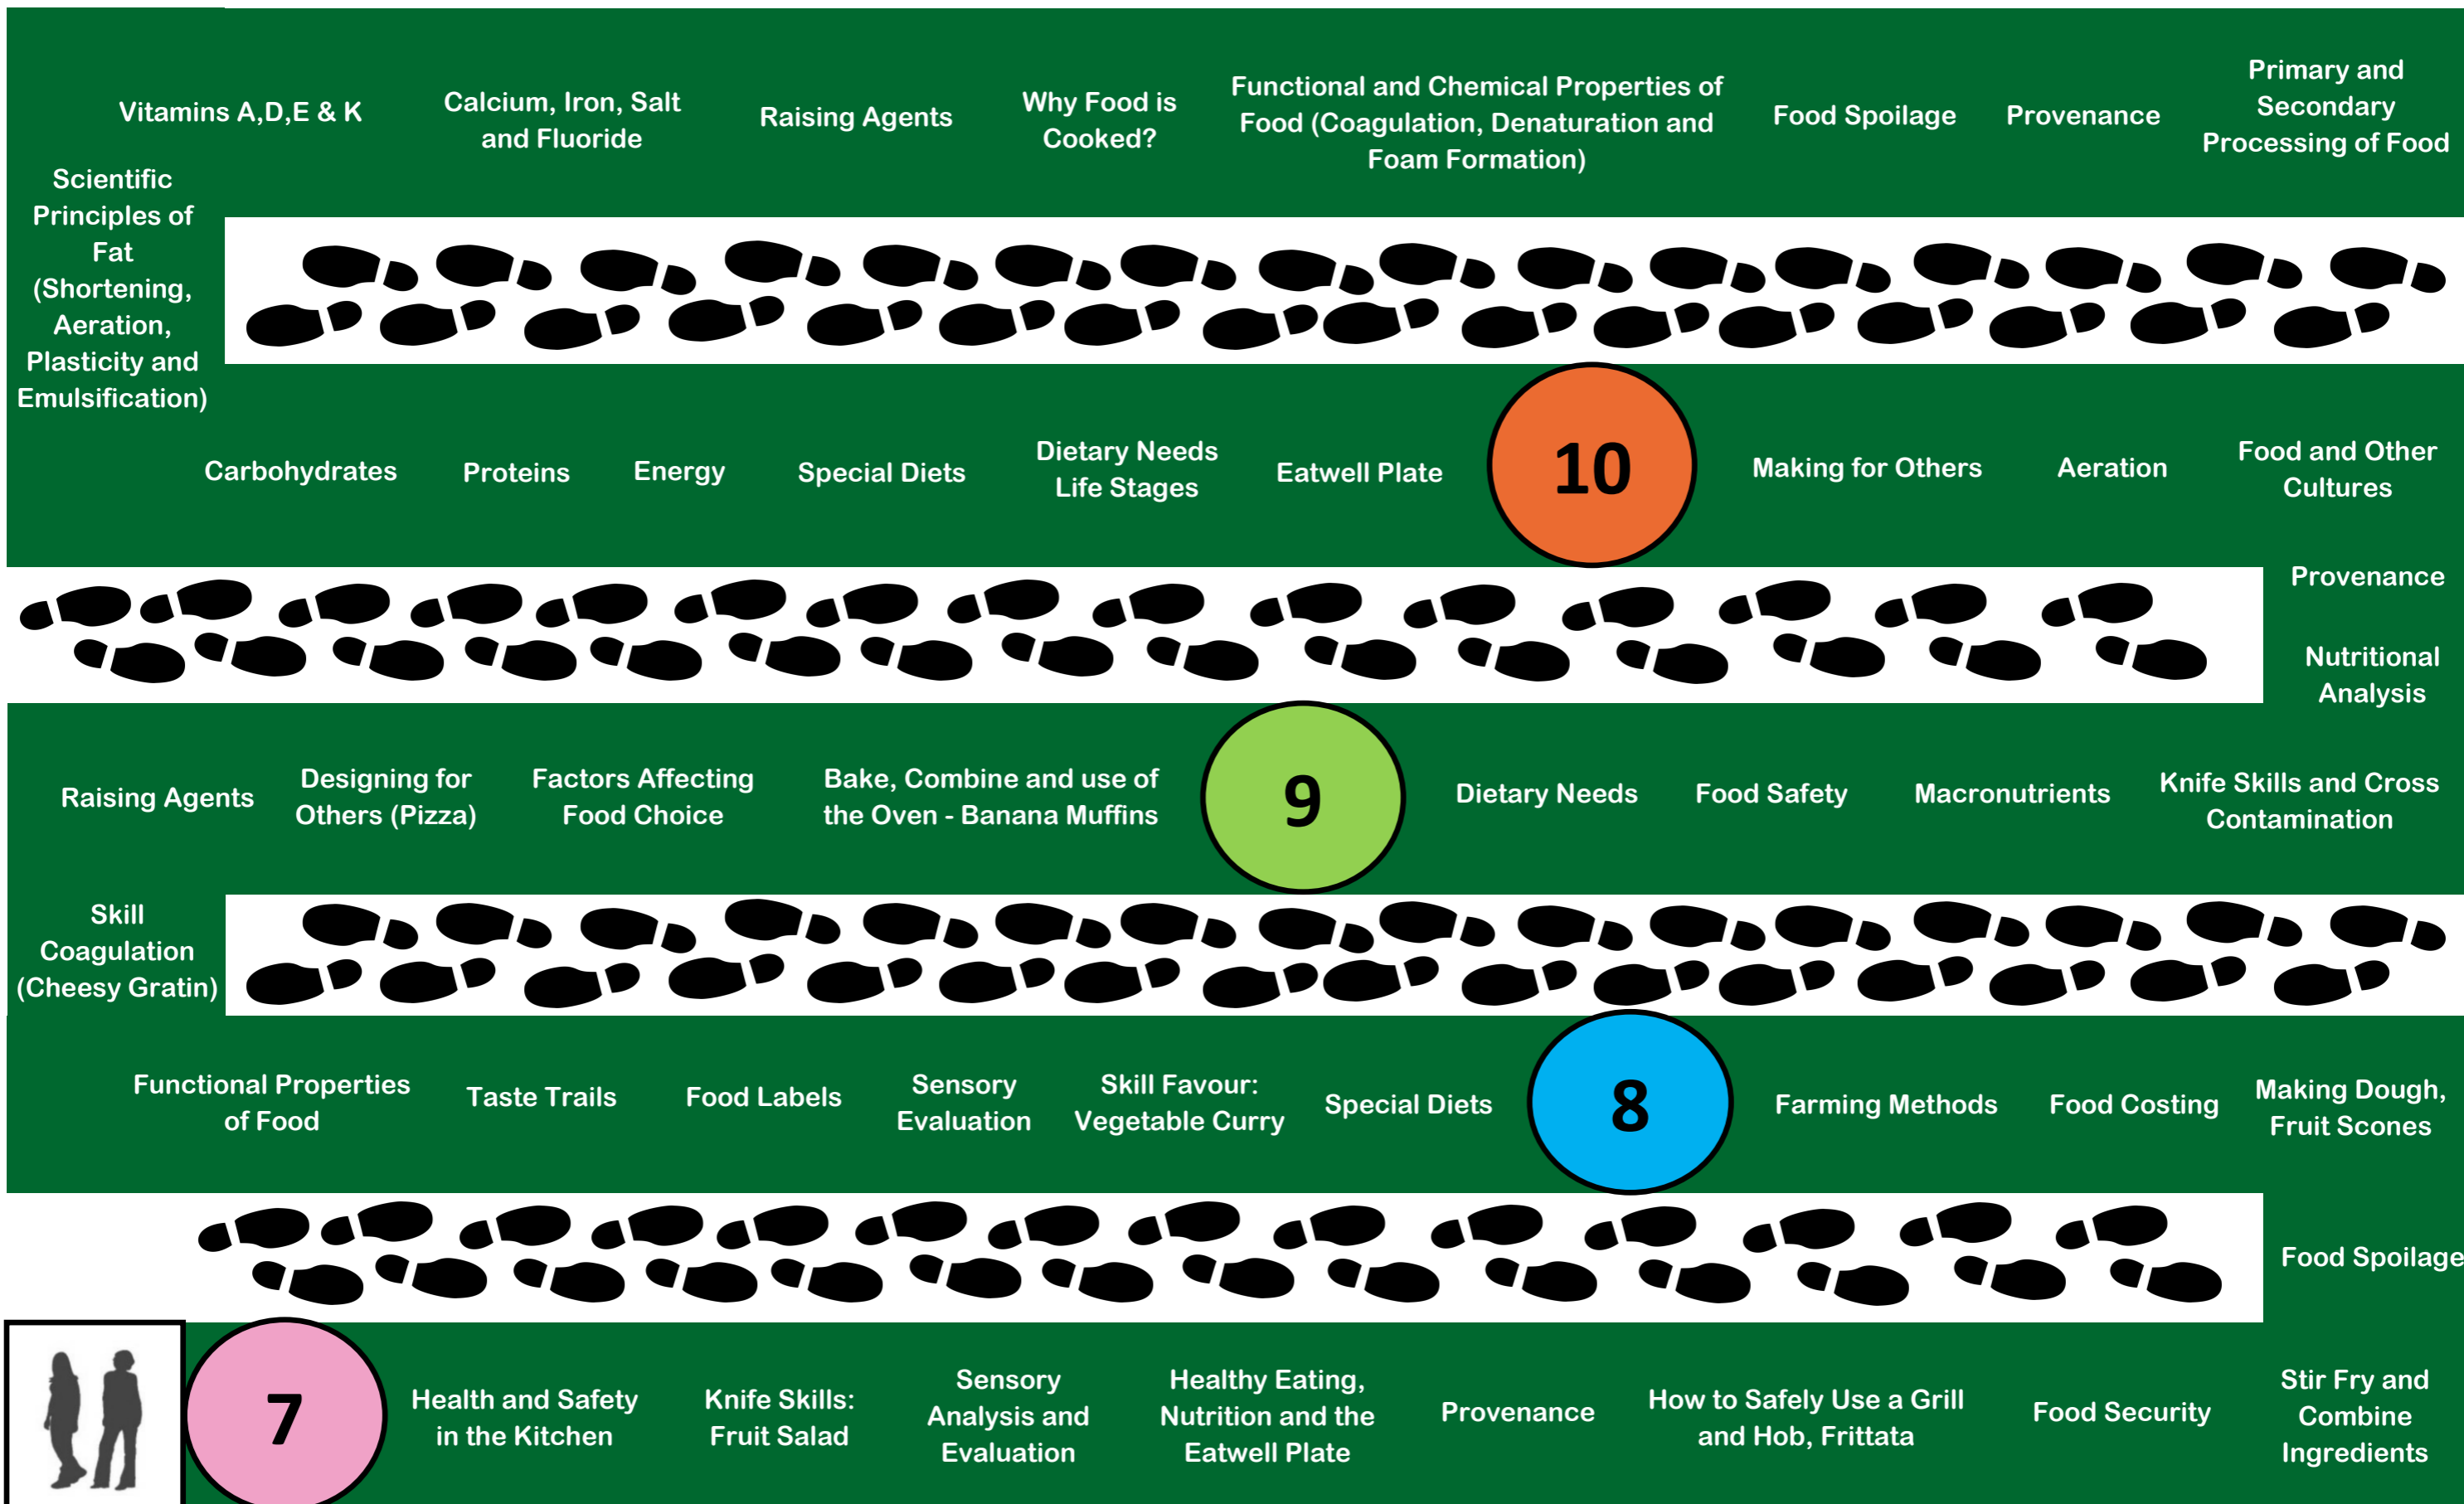 Vitamins A,D,E & K
Calcium, Iron, Salt
and Fluoride
Raising Agents
Why Food is
Cooked?
Functional and Chemical Properties of
Food (Coagulation, Denaturation and
Foam Formation)
Food Spoilage
Provenance
Primary and
Secondary
Processing of Food
Scientific
Principles of
Fat
(Shortening,
Aeration,
Plasticity and
Emulsification)
Carbohydrates
Proteins
Energy
Special Diets
Dietary Needs
Life Stages
Eatwell Plate
10
Making for Others
Aeration
Food and Other
Cultures
Provenance
Nutritional
Analysis
Raising Agents
Designing for
Others (Pizza)
Factors Affecting
Food Choice
Bake, Combine and use of
the Oven - Banana Muffins
9
Dietary Needs
Food Safety
Macronutrients
Knife Skills and Cross
Contamination
Skill
Coagulation
(Cheesy Gratin)
Functional Properties
of Food
Taste Trails
Food Labels
Sensory
Evaluation
Skill Favour:
Vegetable Curry
Special Diets
8
Farming Methods
Food Costing
Making Dough,
Fruit Scones
Food Spoilage
7
Health and Safety
in the Kitchen
Knife Skills:
Fruit Salad
Sensory
Analysis and
Evaluation
Healthy Eating,
Nutrition and the
Eatwell Plate
Provenance
How to Safely Use a Grill
and Hob, Frittata
Food Security
Stir Fry and
Combine
Ingredients